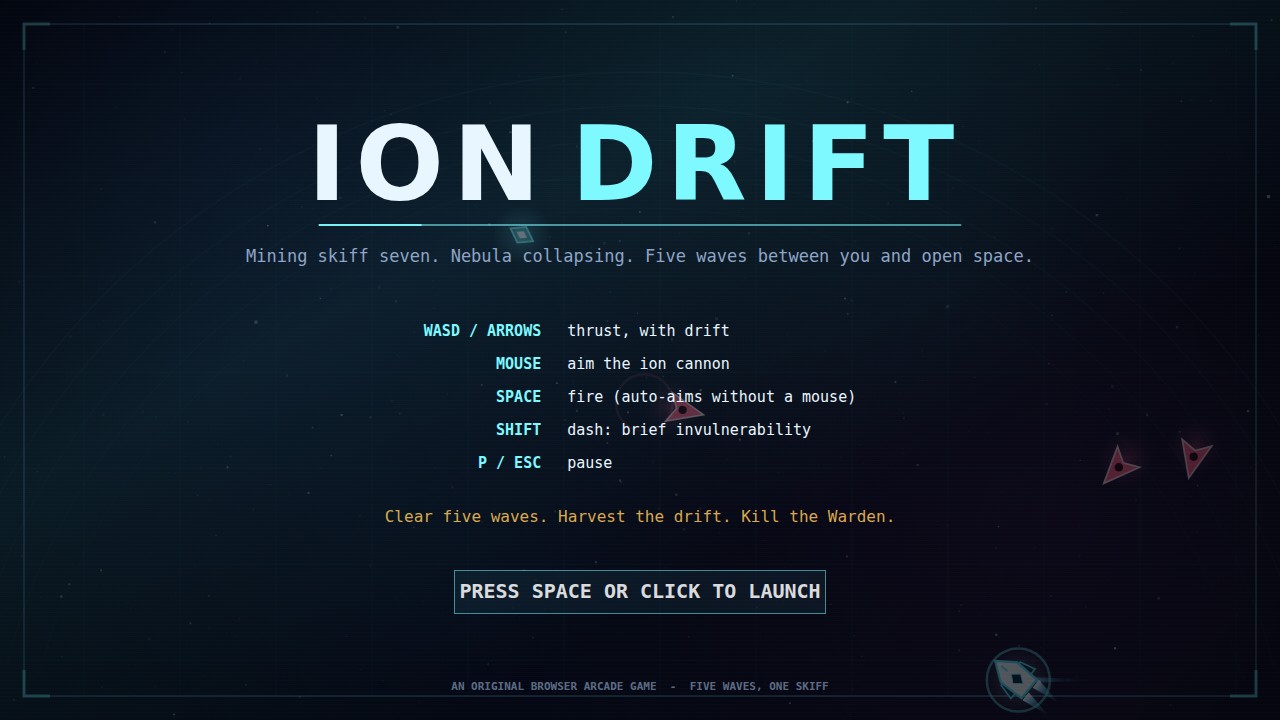 ION DRIFT
Mining skiff seven. Nebula collapsing. Five waves between you and open space.
WASD / ARROWS thrust, with drift
MOUSE aim the ion cannon
SPACE fire (auto-aims without a mouse)
SHIFT dash: brief invulnerability
P / ESC pause
Clear five waves. Harvest the drift. Kill the Warden.
PRESS SPACE OR CLICK TO LAUNCH
AN ORIGINAL BROWSER ARCADE GAME - FIVE WAVES, ONE SKIFF